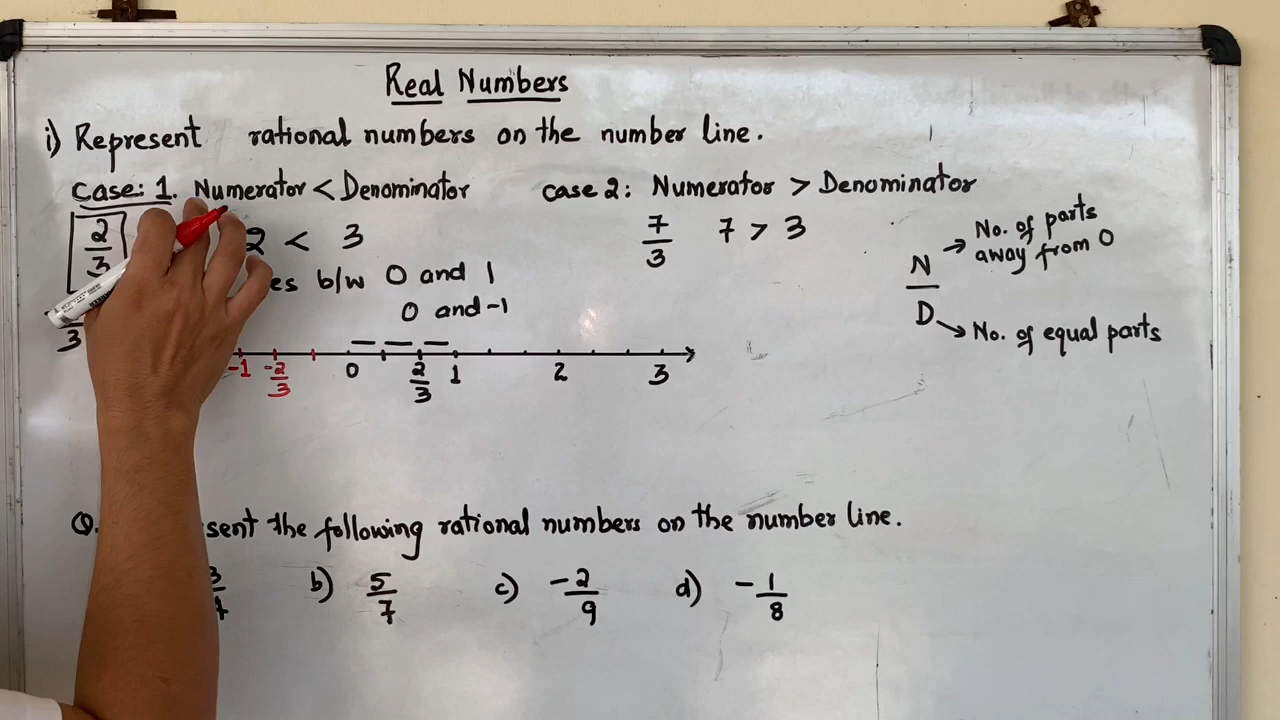 Real Numbers
i) Represent rational numbers on the number line.
Case: 1. Numerator < Denominator
2/3
2 < 3
b/w 0 and 1
0 and -1
3
-1 -2/3 0 2/3 1 2 3
case 2: Numerator > Denominator
7/3 7 > 3
N → No. of parts away from 0
D → No. of equal parts
Q. the following rational numbers on the number line.
3
b) 5/7 c) -2/9 d) -1/8